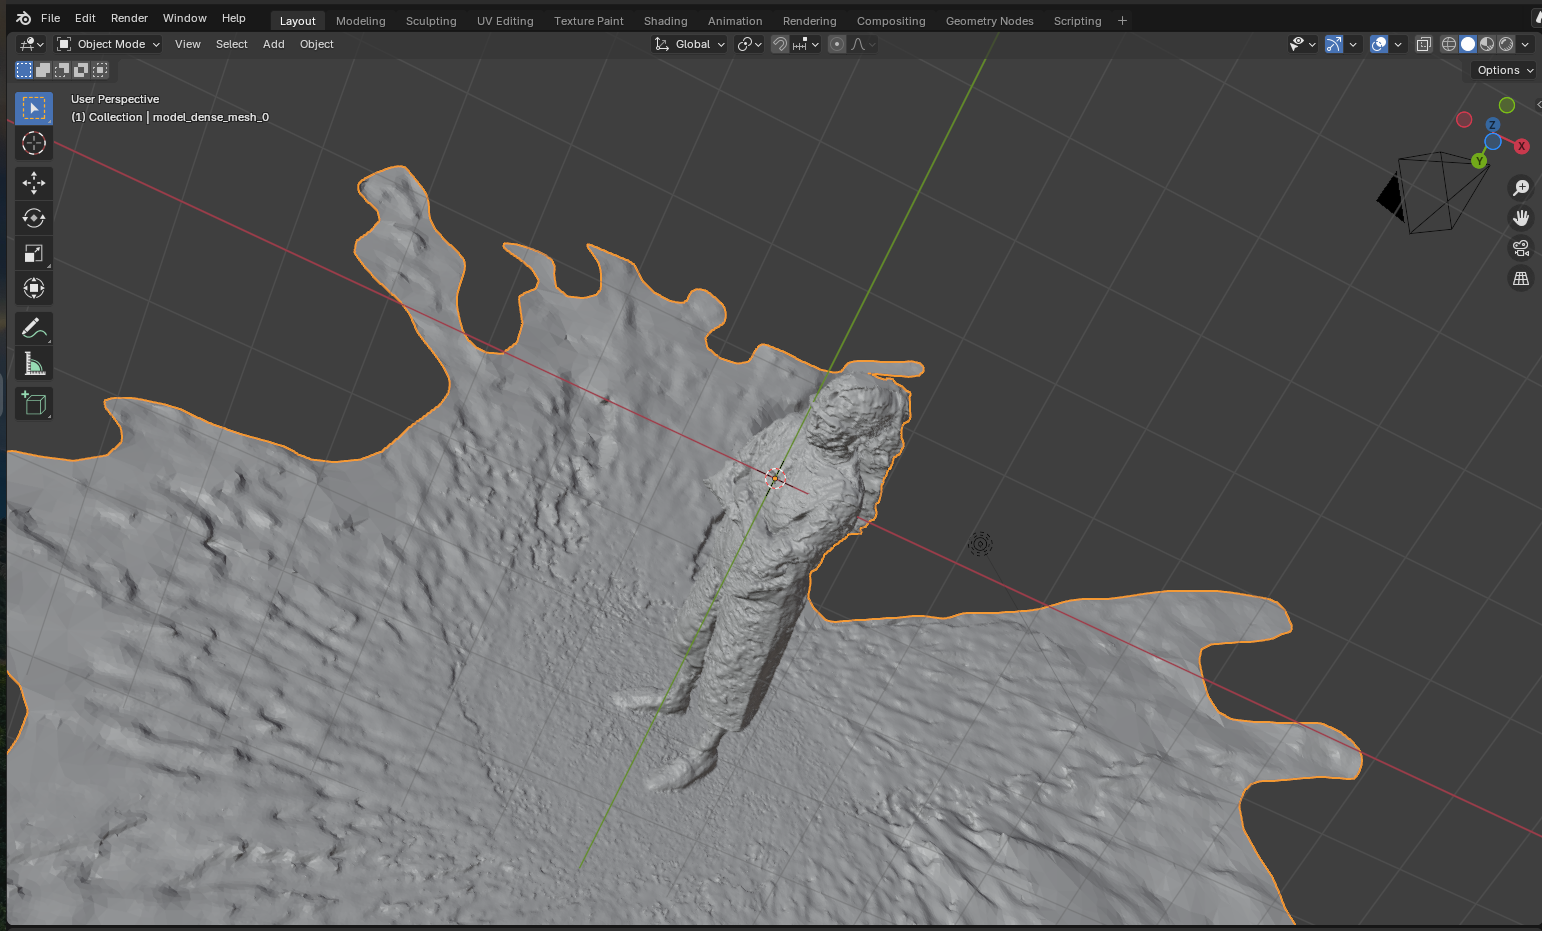 File Edit Render Window Help Layout Modeling Sculpting UV Editing Texture Paint Shading Animation Rendering Compositing Geometry Nodes Scripting +
Object Mode View Select Add Object Global
Options
User Perspective
(1) Collection | model_dense_mesh_0
Z
X
Y